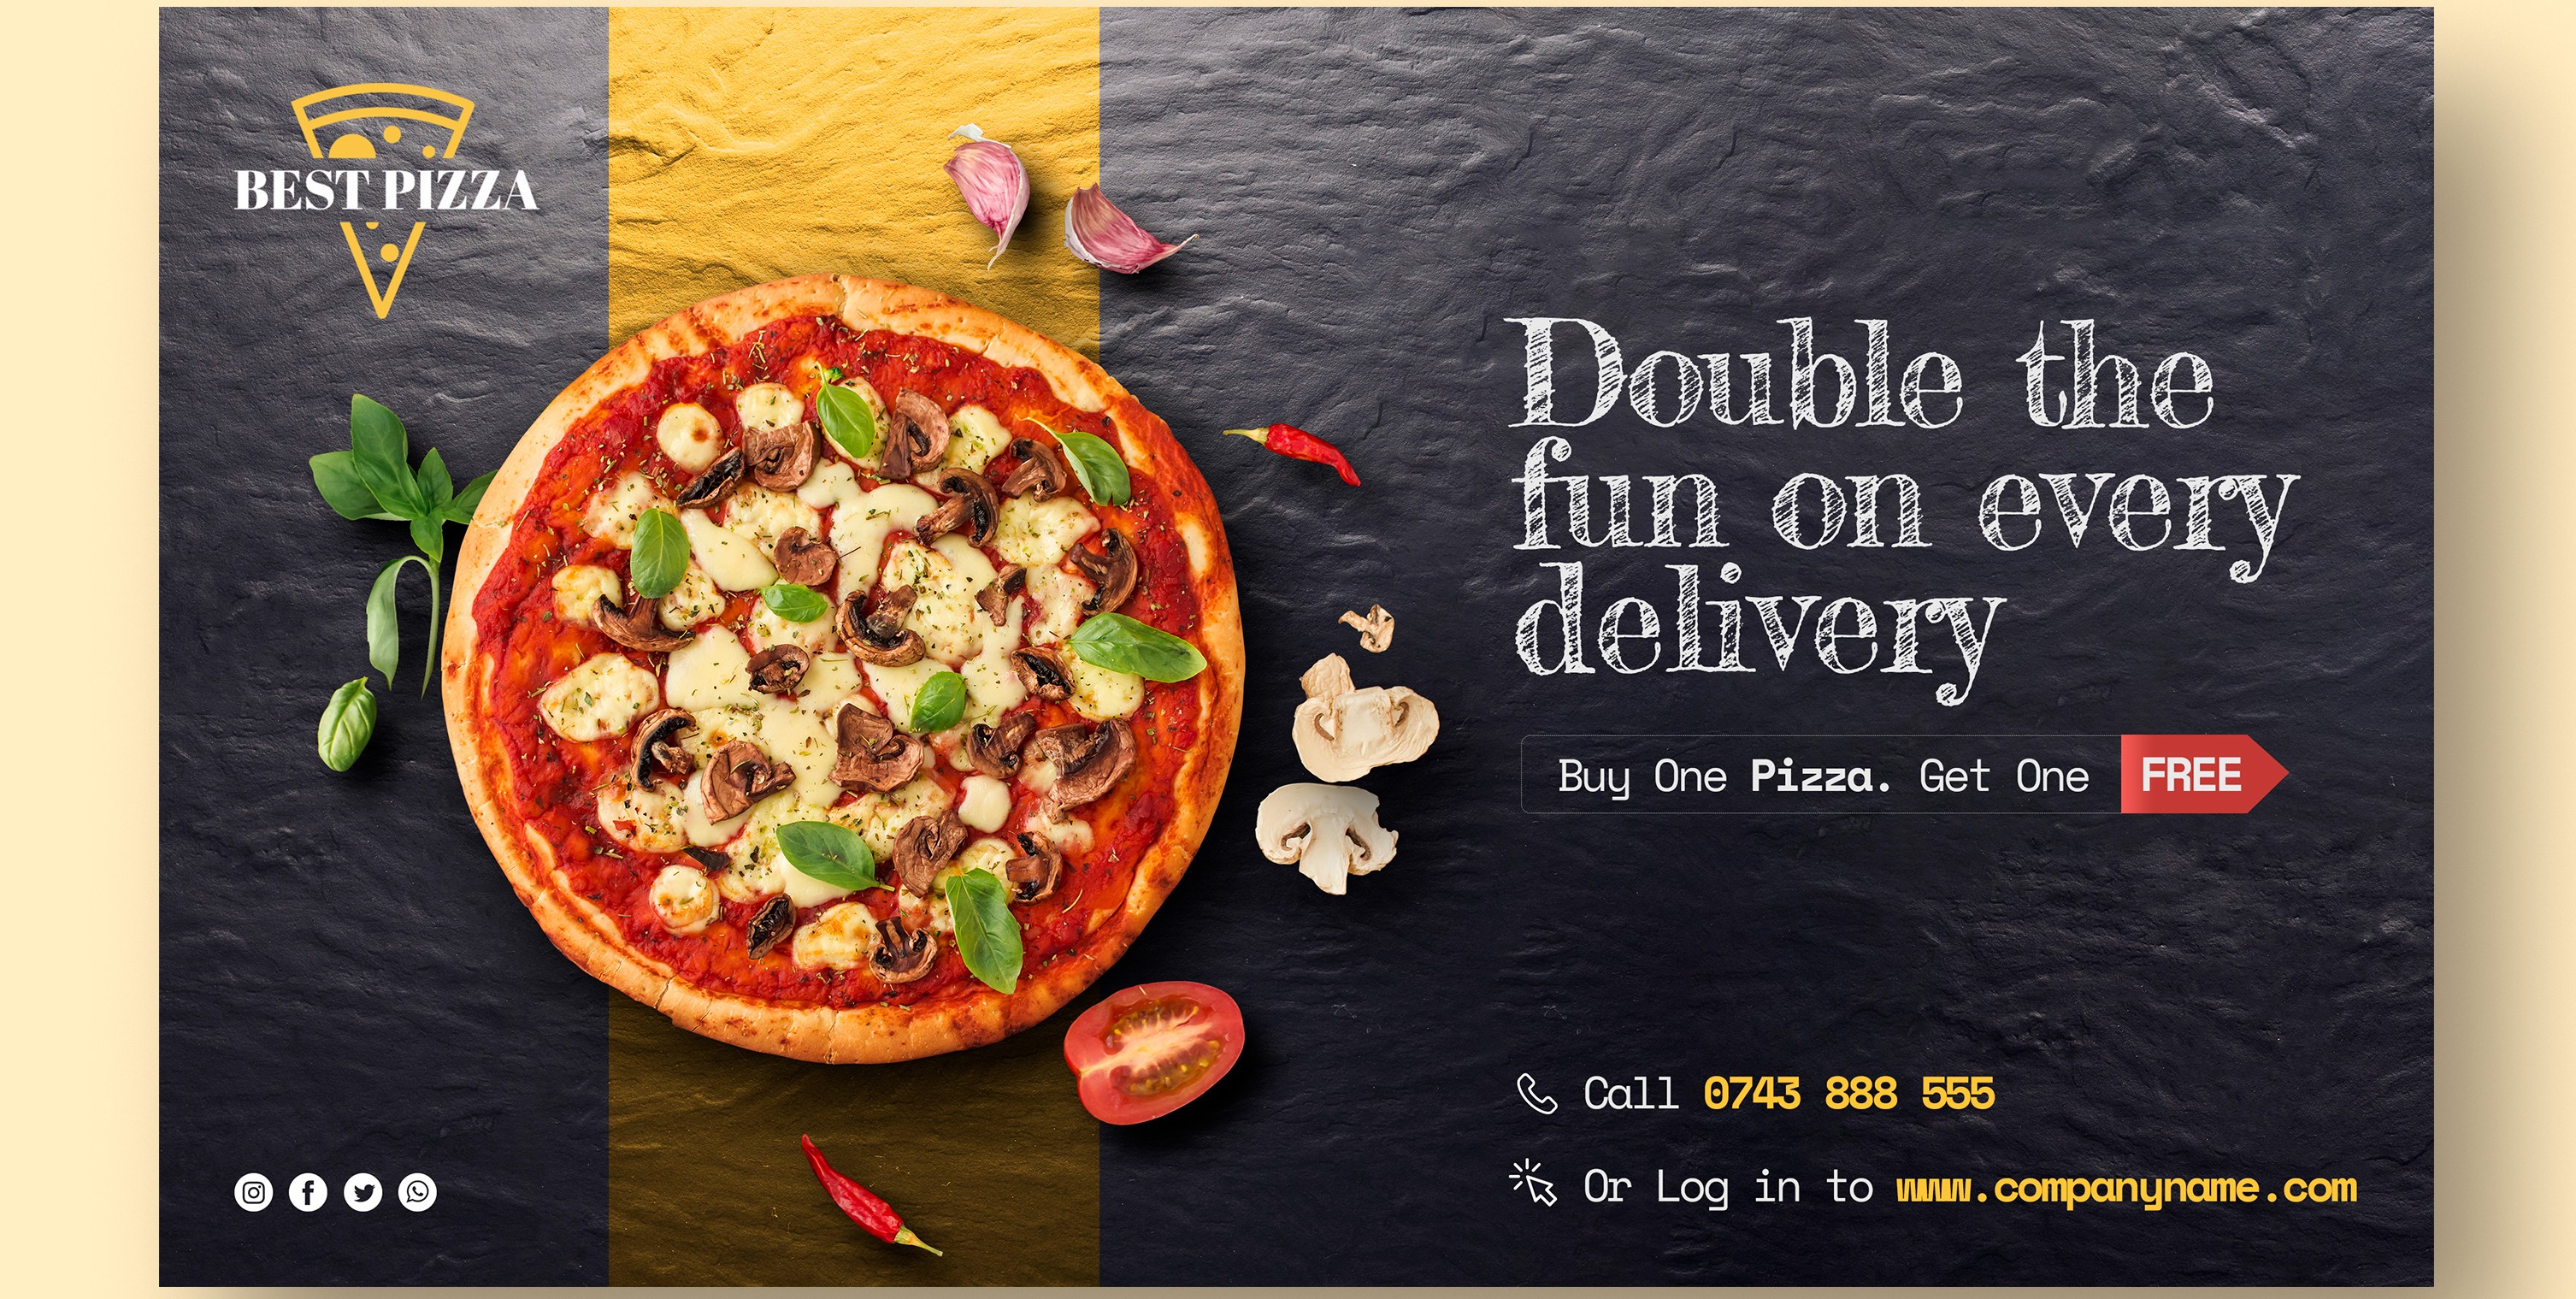 BEST PIZZA
Double the
fun on every
delivery
Buy One Pizza. Get One FREE
Call 0743 888 555
Or Log in to www.companyname.com